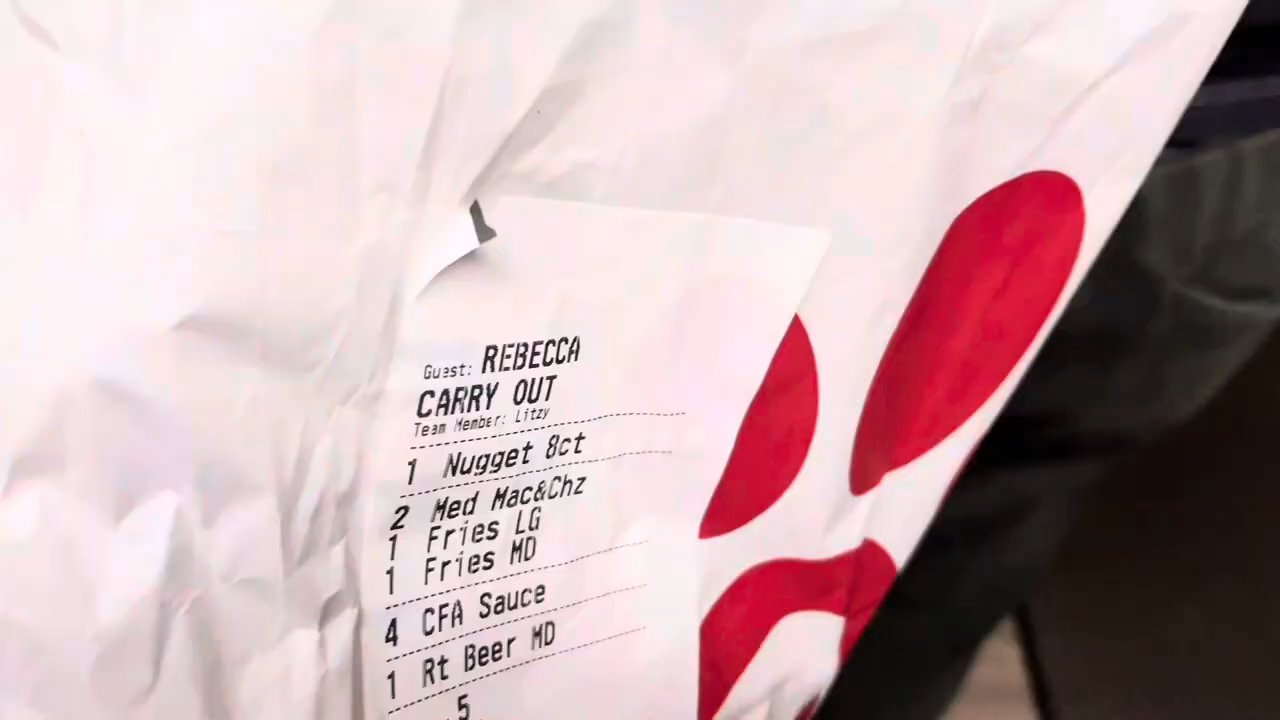 Guest: REBECCA
CARRY OUT
Team Member: Litzy
1 Nugget 8ct
2 Med Mac&Chz
1 Fries LG
1 Fries MD
4 CFA Sauce
1 Rt Beer MD
5